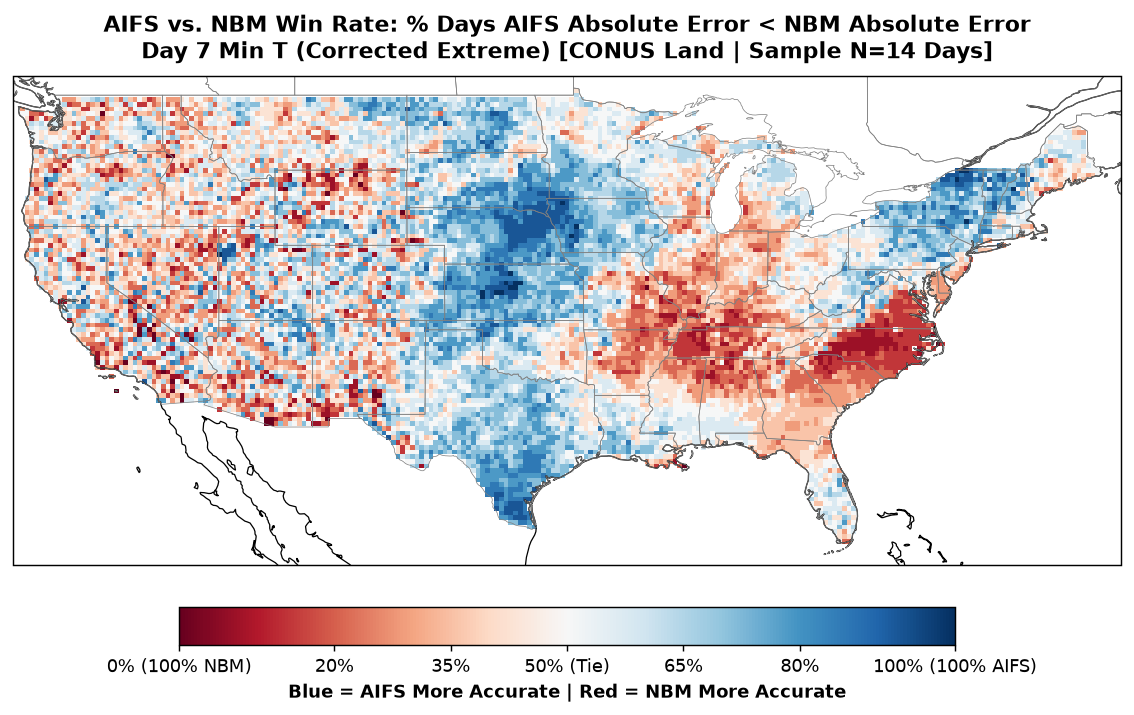 AIFS vs. NBM Win Rate: % Days AIFS Absolute Error < NBM Absolute Error
Day 7 Min T (Corrected Extreme) [CONUS Land | Sample N=14 Days]
0% (100% NBM) 20% 35% 50% (Tie) 65% 80% 100% (100% AIFS)
Blue = AIFS More Accurate | Red = NBM More Accurate